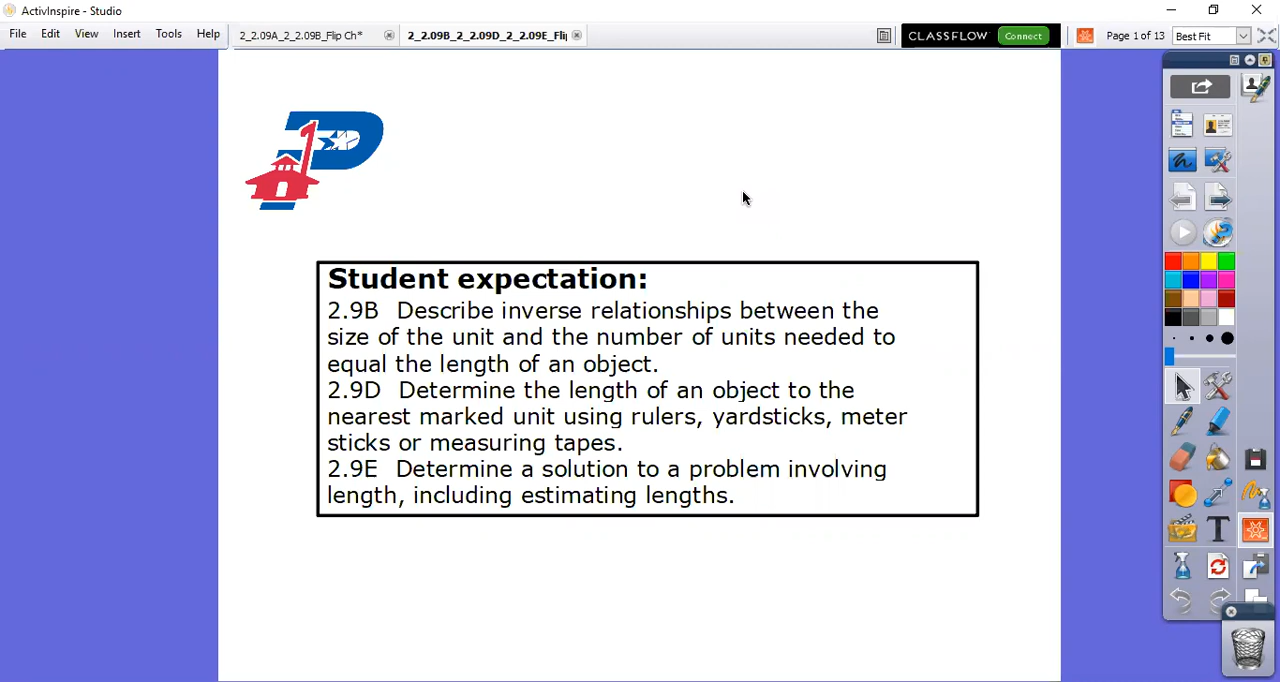 ActivInspire - Studio
File Edit View Insert Tools Help 2_2.09A_2_2.09B_Flip Ch* 2_2.09B_2_2.09D_2_2.09E_Fli CLASSFLOW Connect Page 1 of 13 Best Fit
Student expectation:
2.9B Describe inverse relationships between the
size of the unit and the number of units needed to
equal the length of an object.
2.9D Determine the length of an object to the
nearest marked unit using rulers, yardsticks, meter
sticks or measuring tapes.
2.9E Determine a solution to a problem involving
length, including estimating lengths.